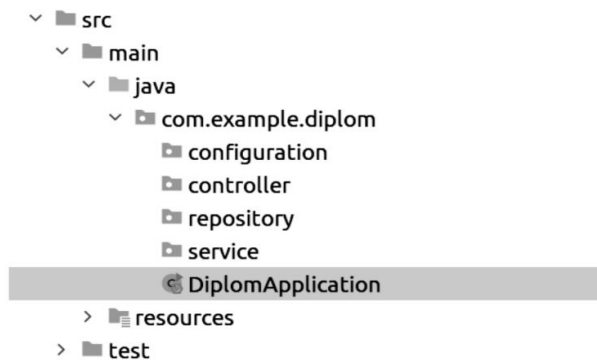 src
main
java
com.example.diplom
configuration
controller
repository
service
DiplomApplication
resources
test